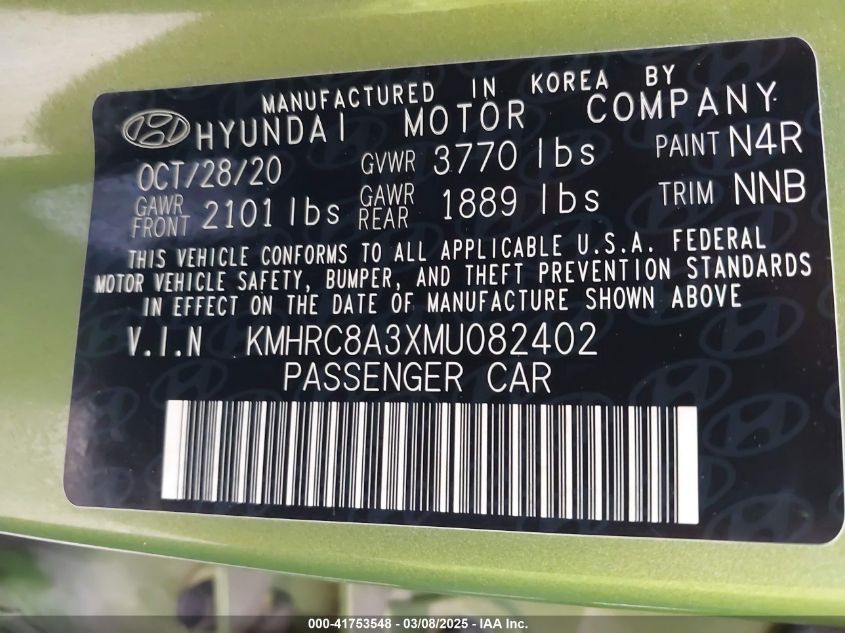 MANUFACTURED IN KOREA BY
HYUNDAI MOTOR COMPANY
OCT/28/20 GVWR 3770 lbs PAINT N4R
GAWR FRONT 2101 lbs GAWR REAR 1889 lbs TRIM NNB
THIS VEHICLE CONFORMS TO ALL APPLICABLE U.S.A. FEDERAL
MOTOR VEHICLE SAFETY, BUMPER, AND THEFT PREVENTION STANDARDS
IN EFFECT ON THE DATE OF MANUFACTURE SHOWN ABOVE
V.I.N KMHRC8A3XMU082402
PASSENGER CAR
000-41753548 - 03/08/2025 - IAA Inc.